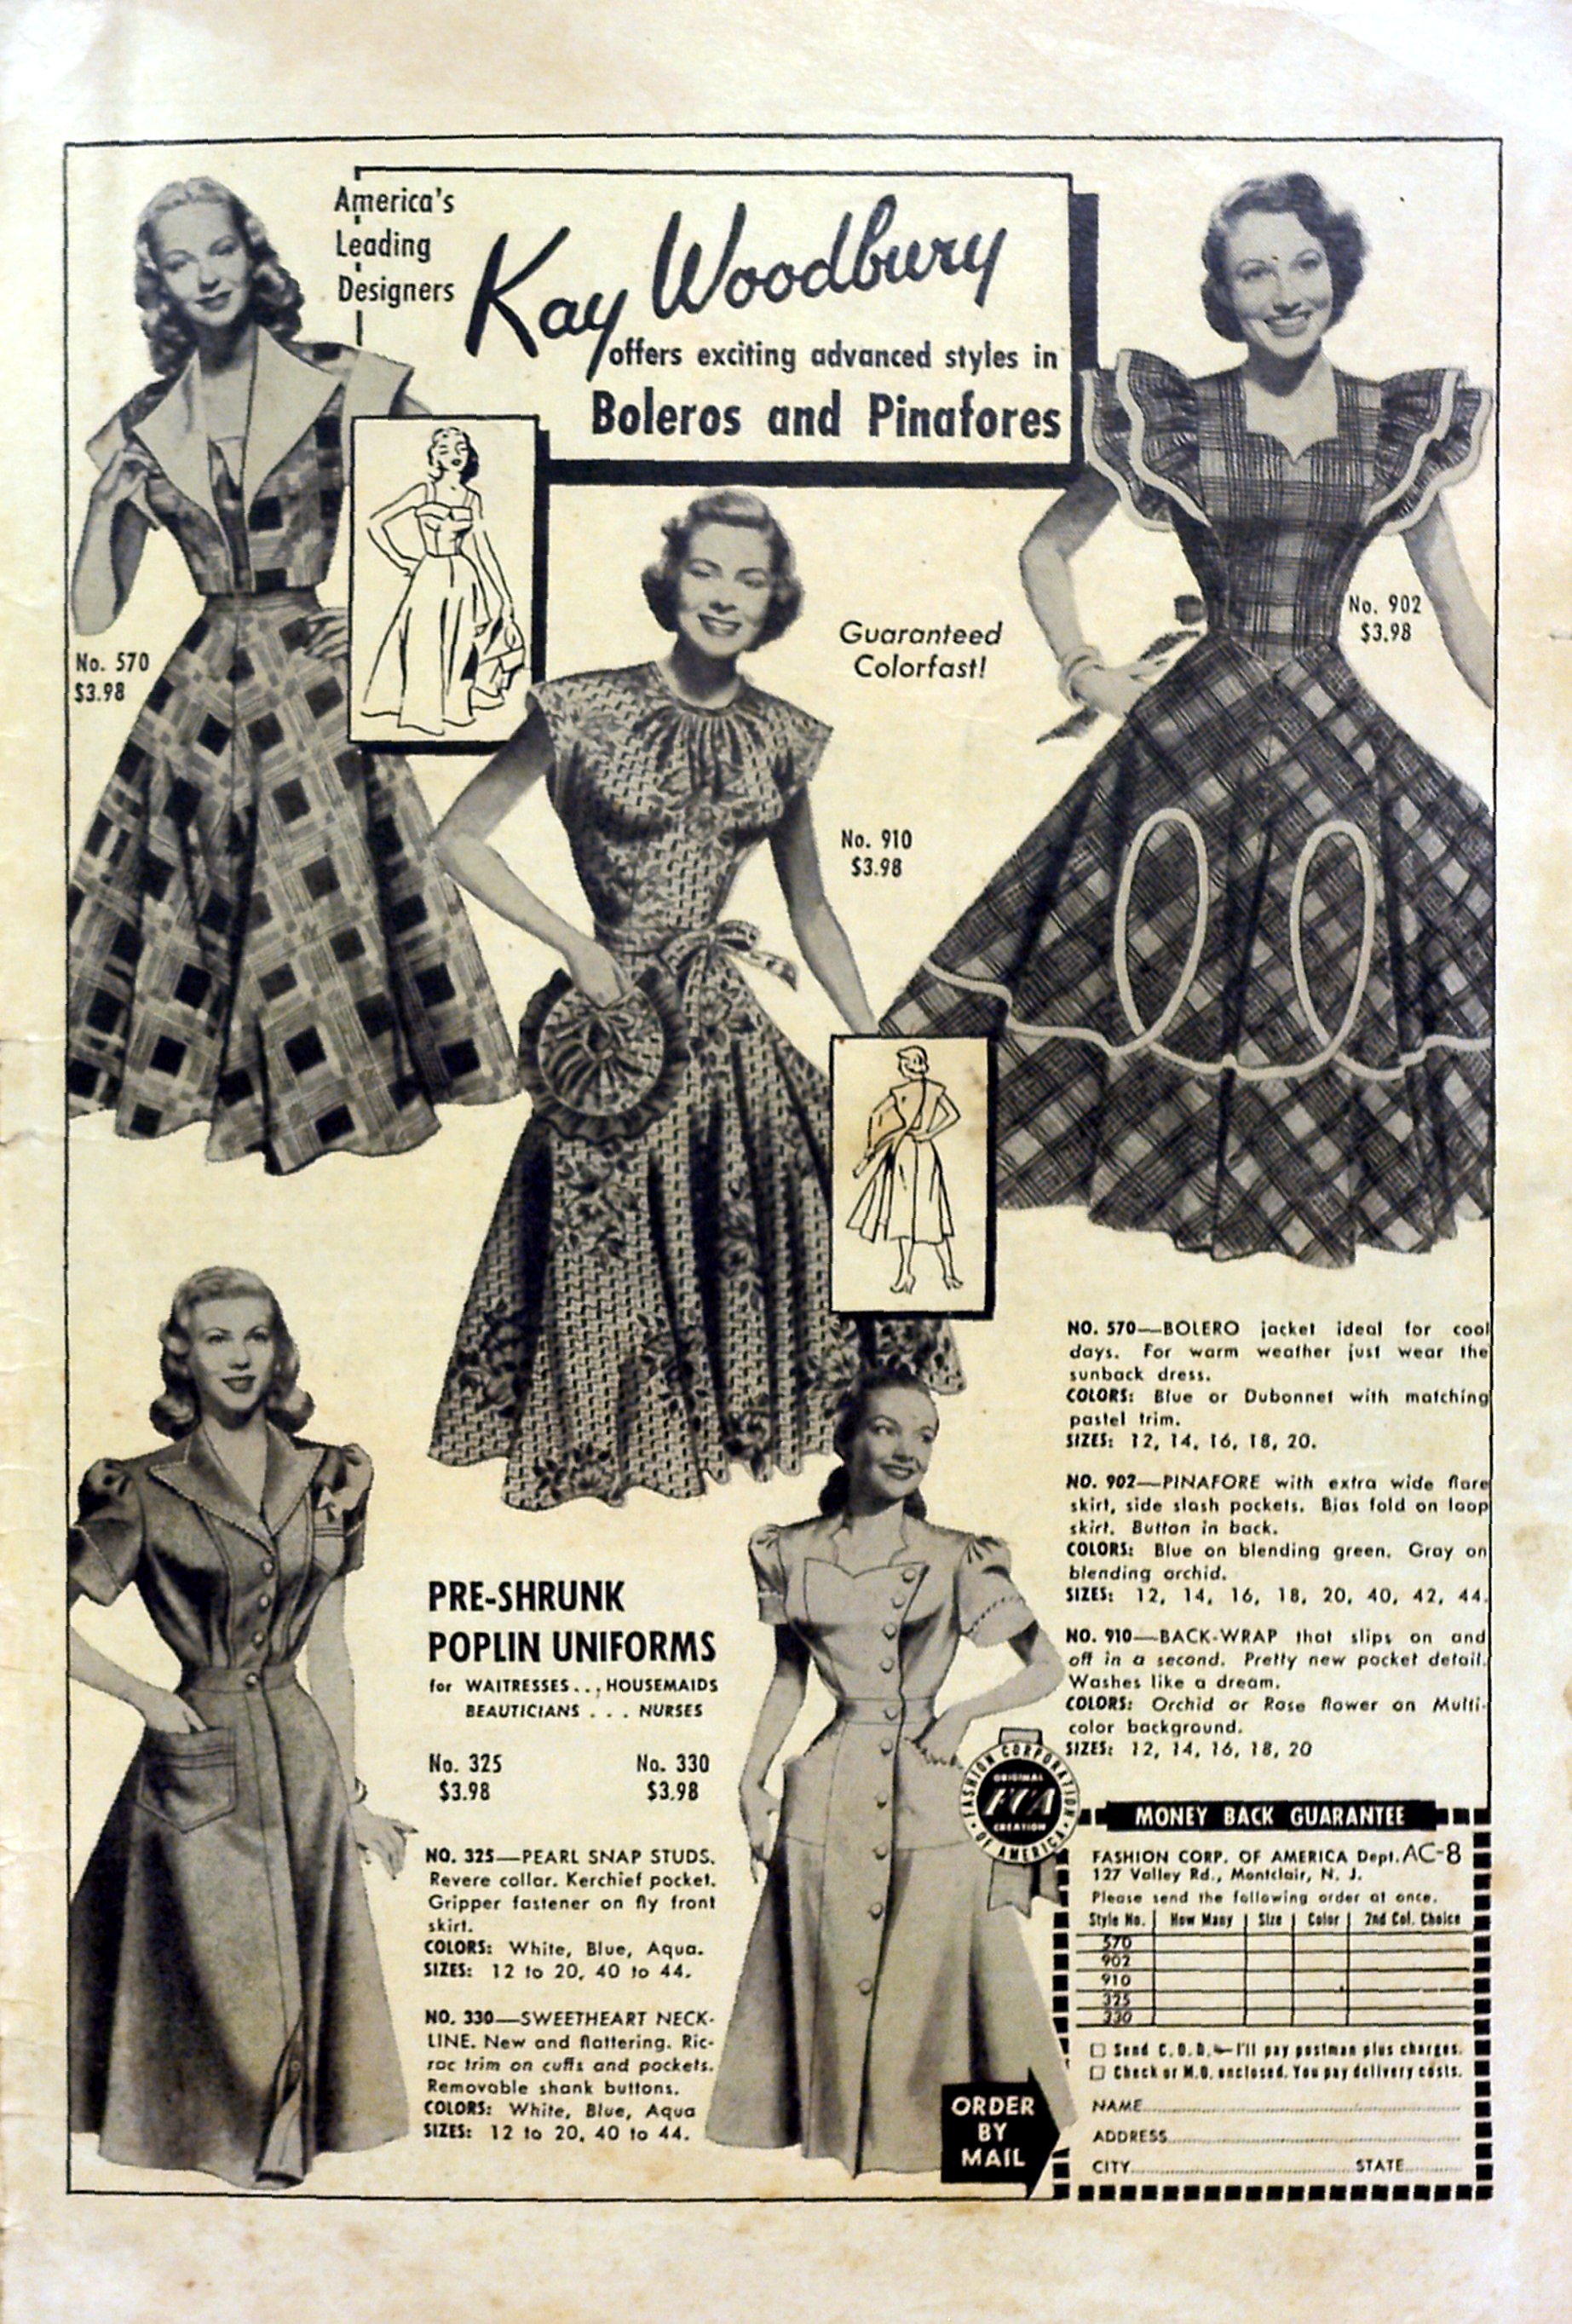 America's
Leading
Designers
Kay Woodbury
offers exciting advanced styles in
Boleros and Pinafores
No. 570
$3.98
Guaranteed
Colorfast!
No. 902
$3.98
No. 910
$3.98
NO. 570—BOLERO jacket ideal for cool
days. For warm weather just wear the
sunback dress.
COLORS: Blue or Dubonnet with matching
pastel trim.
SIZES: 12, 14, 16, 18, 20.
NO. 902—PINAFORE with extra wide flare
skirt, side slash pockets. Bias fold on loop
skirt. Button in back.
COLORS: Blue on blending green. Gray on
blending orchid.
SIZES: 12, 14, 16, 18, 20, 40, 42, 44.
NO. 910—BACK-WRAP that slips on and
off in a second. Pretty new pocket detail.
Washes like a dream.
COLORS: Orchid or Rose flower on Multi-
color background.
SIZES: 12, 14, 16, 18, 20
PRE-SHRUNK
POPLIN UNIFORMS
for WAITRESSES... HOUSEMAIDS
BEAUTICIANS . . . NURSES
No. 325
$3.98
No. 330
$3.98
NO. 325—PEARL SNAP STUDS.
Revere collar. Kerchief pocket.
Gripper fastener on fly front
skirt.
COLORS: White, Blue, Aqua.
SIZES: 12 to 20, 40 to 44.
NO. 330—SWEETHEART NECK-
LINE. New and flattering. Ric-
rac trim on cuffs and pockets.
Removable shank buttons.
COLORS: White, Blue, Aqua
SIZES: 12 to 20, 40 to 44.
FASHION CORPORATION OF AMERICA
ORIGINAL
FCA
CREATION
ORDER
BY
MAIL
MONEY BACK GUARANTEE
FASHION CORP. OF AMERICA Dept. AC-8
127 Valley Rd., Montclair, N. J.
Please send the following order at once.
Style No. How Many Size Color 2nd Col. Choice
570
902
910
325
330
Send C.O.D.—I'll pay postman plus charges.
Check or M.O. enclosed. You pay delivery costs.
NAME
ADDRESS
CITY STATE